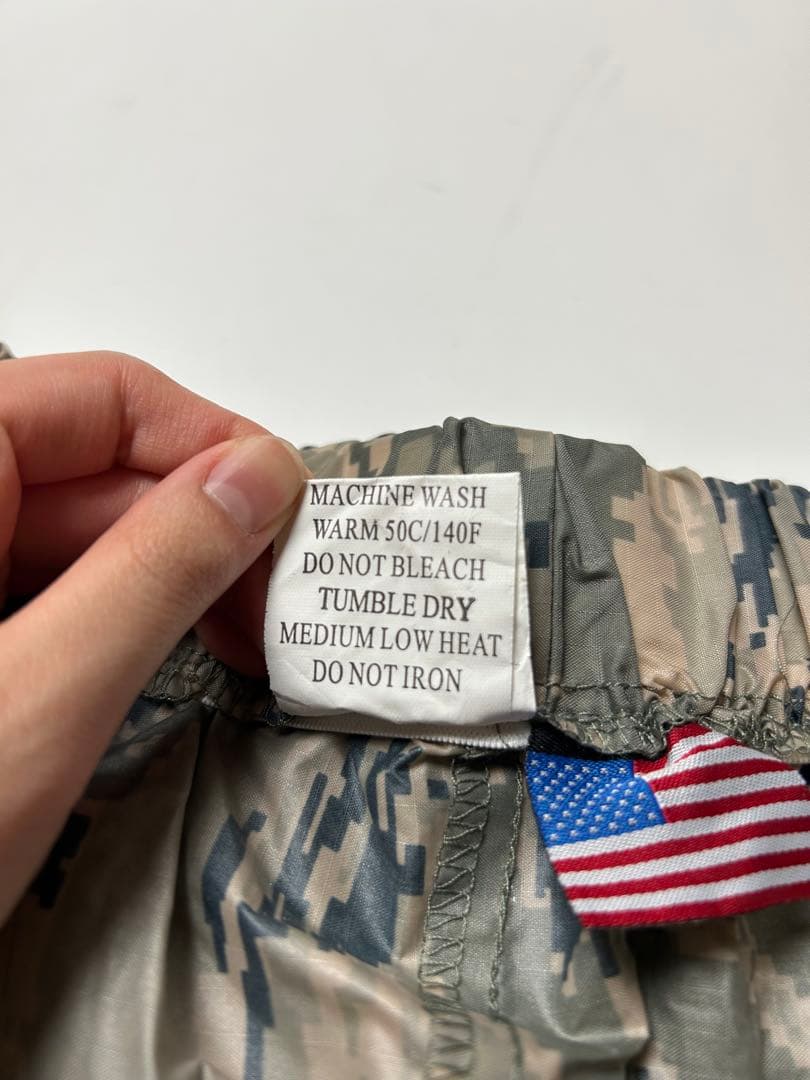 MACHINE WASH
WARM 50C/140F
DO NOT BLEACH
TUMBLE DRY
MEDIUM LOW HEAT
DO NOT IRON